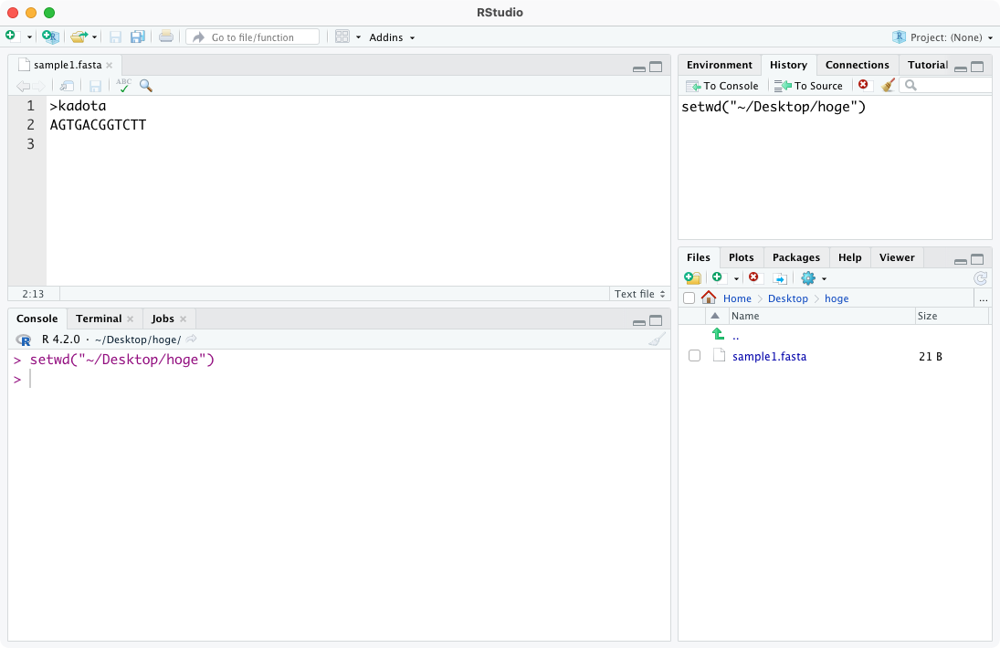 RStudio
Go to file/function
Addins
Project: (None)
sample1.fasta
ABC
1 >kadota
2 AGTGACGGTCTT
3
2:13
Text file
Console Terminal Jobs
R 4.2.0 · ~/Desktop/hoge/
> setwd("~/Desktop/hoge")
>
Environment History Connections Tutorial
To Console To Source
setwd("~/Desktop/hoge")
Files Plots Packages Help Viewer
Home Desktop hoge ...
Name Size
..
sample1.fasta 21 B